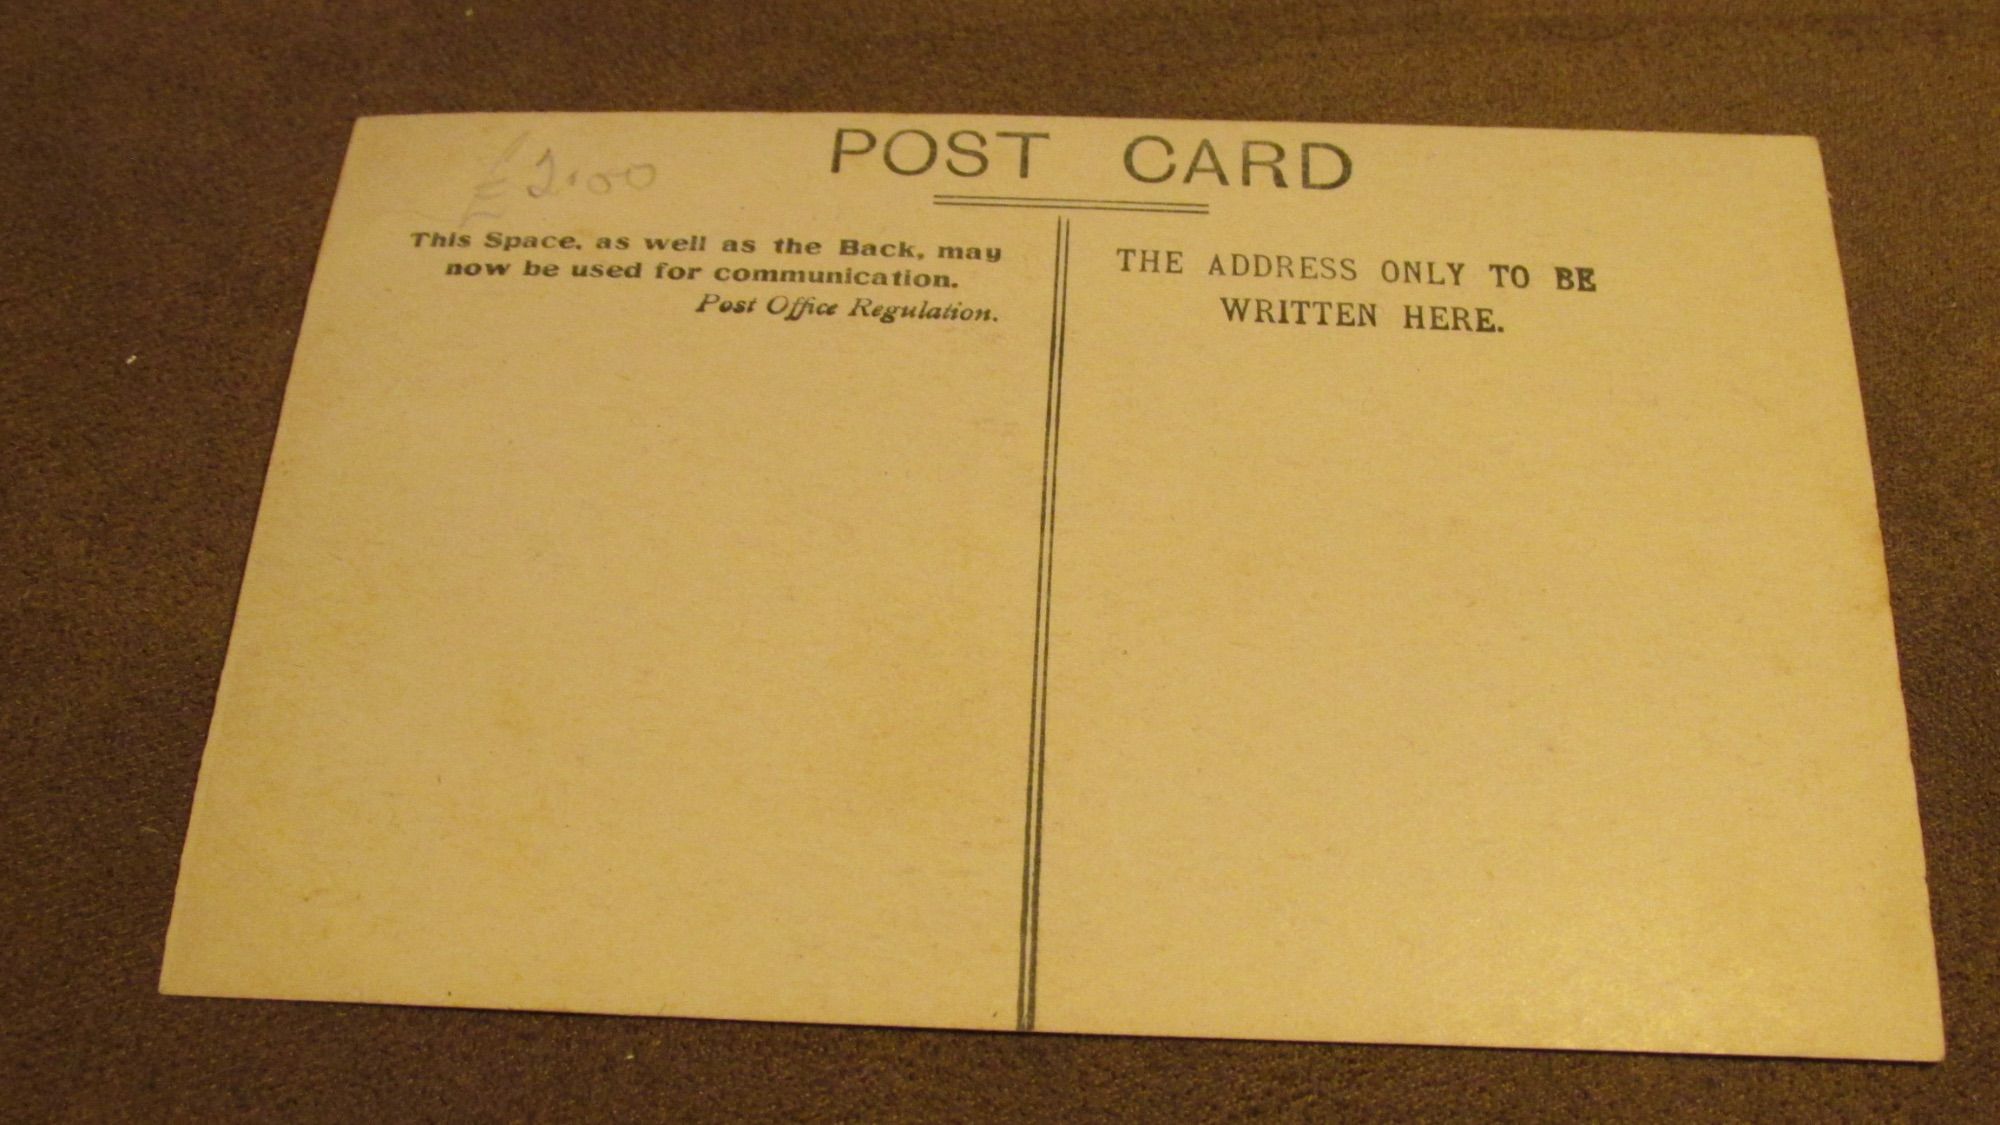 £2.00
POST CARD
This Space, as well as the Back, may
now be used for communication.
Post Office Regulation.
THE ADDRESS ONLY TO BE
WRITTEN HERE.